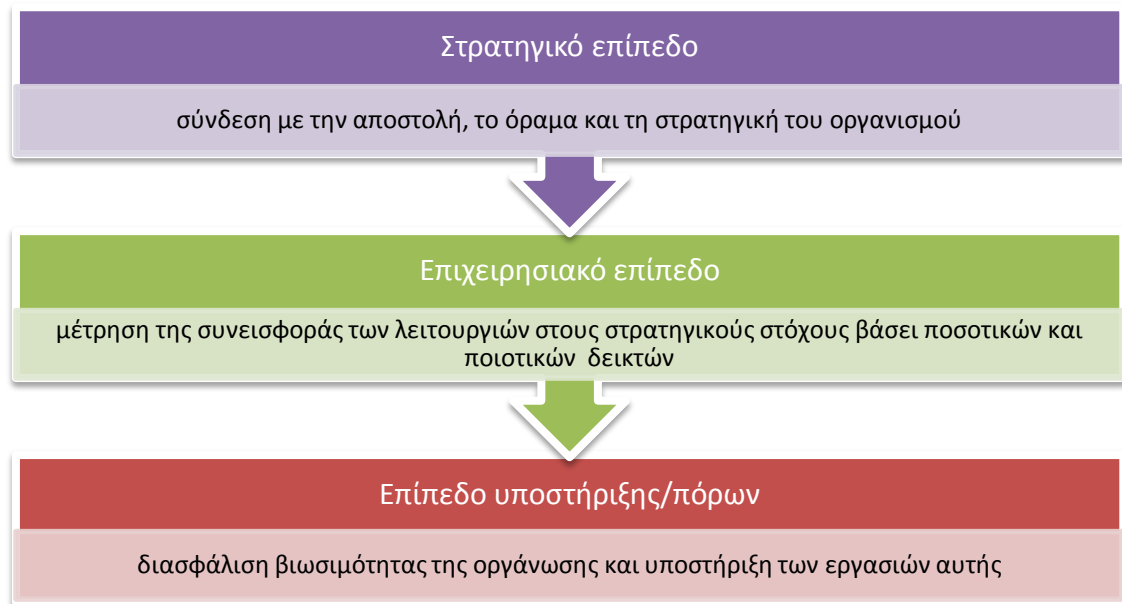 Στρατηγικό επίπεδο
σύνδεση με την αποστολή, το όραμα και τη στρατηγική του οργανισμού
Επιχειρησιακό επίπεδο
μέτρηση της συνεισφοράς των λειτουργιών στους στρατηγικούς στόχους βάσει ποσοτικών και
ποιοτικών δεικτών
Επίπεδο υποστήριξης/πόρων
διασφάλιση βιωσιμότητας της οργάνωσης και υποστήριξη των εργασιών αυτής